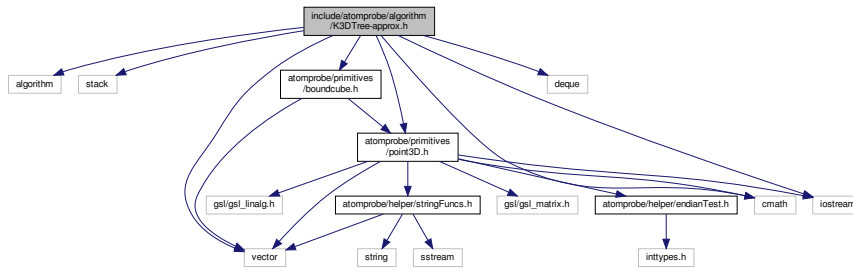 include/atomprobe/algorithm
/K3DTree-approx.h
algorithm
stack
atomprobe/primitives
/boundcube.h
deque
atomprobe/primitives
/point3D.h
gsl/gsl_linalg.h
atomprobe/helper/stringFuncs.h
gsl/gsl_matrix.h
atomprobe/helper/endianTest.h
cmath
iostream
vector
string
sstream
inttypes.h